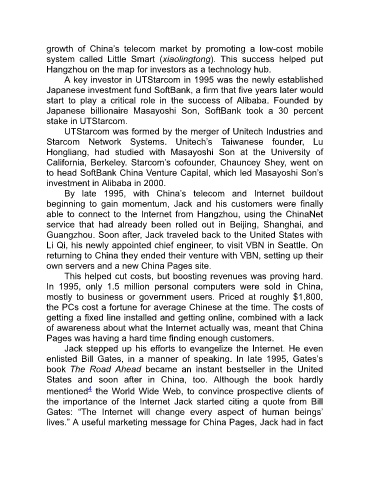 growth of China's telecom market by promoting a low-cost mobile
system called Little Smart (xiaolingtong). This success helped put
Hangzhou on the map for investors as a technology hub.
A key investor in UTStarcom in 1995 was the newly established
Japanese investment fund SoftBank, a firm that five years later would
start to play a critical role in the success of Alibaba. Founded by
Japanese billionaire Masayoshi Son, SoftBank took a 30 percent
stake in UTStarcom.
UTStarcom was formed by the merger of Unitech Industries and
Starcom Network Systems. Unitech's Taiwanese founder, Lu
Hongliang, had studied with Masayoshi Son at the University of
California, Berkeley. Starcom's cofounder, Chauncey Shey, went on
to head SoftBank China Venture Capital, which led Masayoshi Son's
investment in Alibaba in 2000.
By late 1995, with China's telecom and Internet buildout
beginning to gain momentum, Jack and his customers were finally
able to connect to the Internet from Hangzhou, using the ChinaNet
service that had already been rolled out in Beijing, Shanghai, and
Guangzhou. Soon after, Jack traveled back to the United States with
Li Qi, his newly appointed chief engineer, to visit VBN in Seattle. On
returning to China they ended their venture with VBN, setting up their
own servers and a new China Pages site.
This helped cut costs, but boosting revenues was proving hard.
In 1995, only 1.5 million personal computers were sold in China,
mostly to business or government users. Priced at roughly $1,800,
the PCs cost a fortune for average Chinese at the time. The costs of
getting a fixed line installed and getting online, combined with a lack
of awareness about what the Internet actually was, meant that China
Pages was having a hard time finding enough customers.
Jack stepped up his efforts to evangelize the Internet. He even
enlisted Bill Gates, in a manner of speaking. In late 1995, Gates's
book The Road Ahead became an instant bestseller in the United
States and soon after in China, too. Although the book hardly
mentioned4 the World Wide Web, to convince prospective clients of
the importance of the Internet Jack started citing a quote from Bill
Gates: "The Internet will change every aspect of human beings'
lives." A useful marketing message for China Pages, Jack had in fact